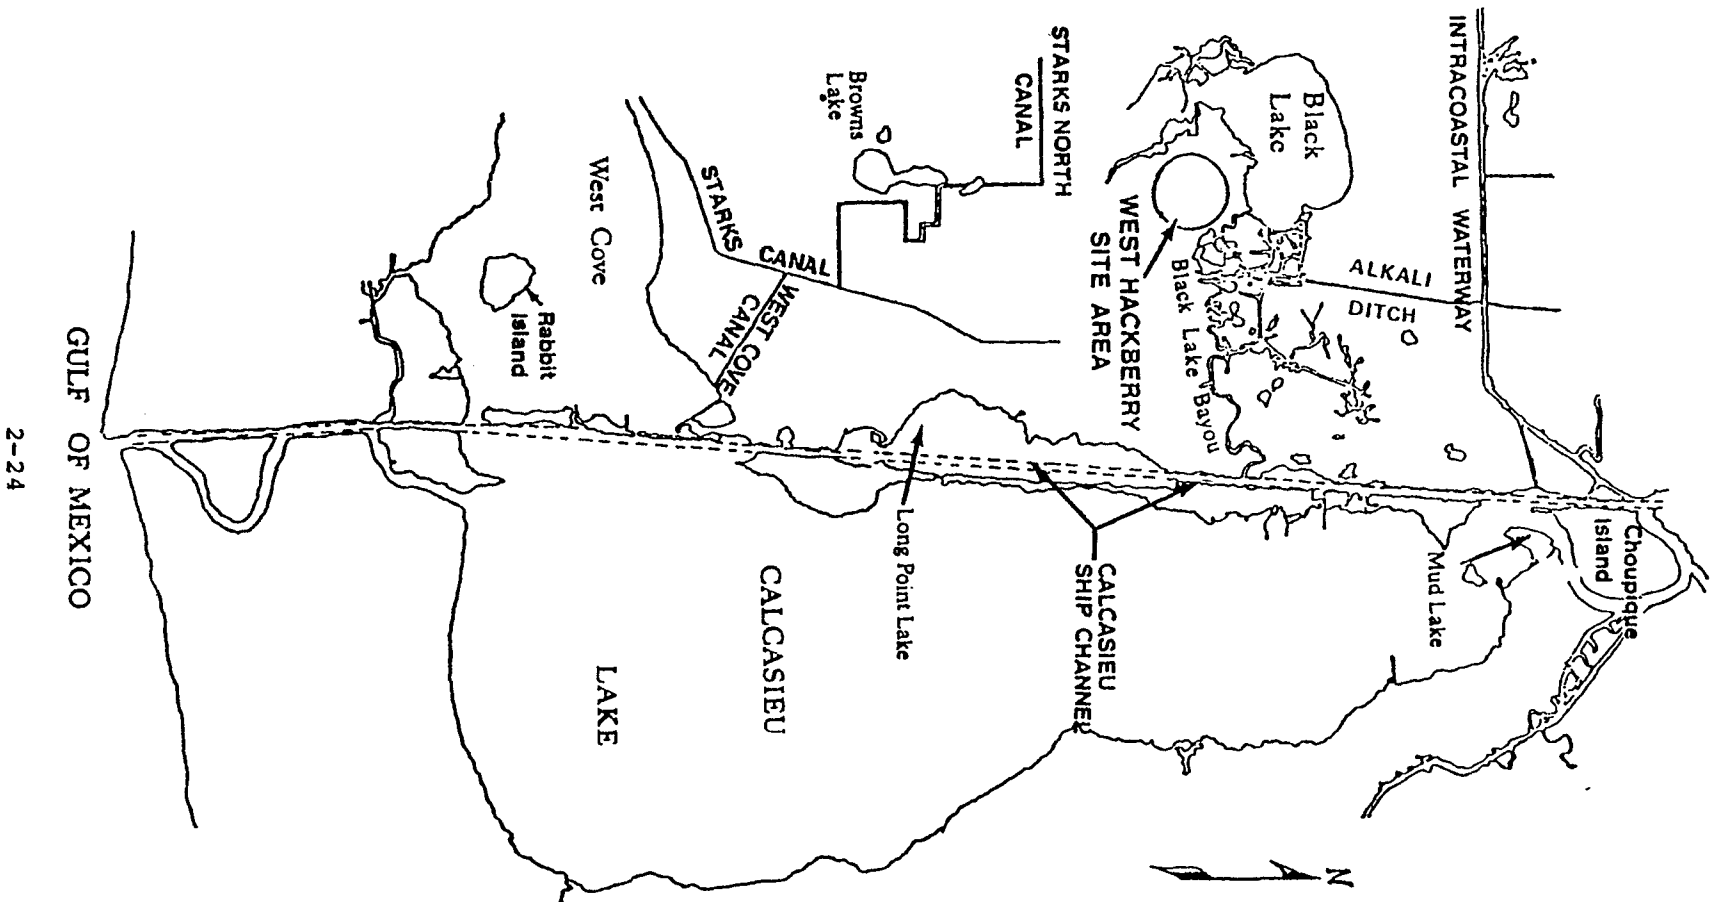 INTRACOASTAL WATERWAY
Black
Lake
ALKALI
DITCH
Choupique
Island
Mud Lake
STARKS NORTH
CANAL
WEST HACKBERRY
SITE AREA
Black Lake Bayou
CALCASIEU
SHIP CHANNEL
Browns
Lake
Long Point Lake
STARKS CANAL
WEST COVE
CANAL
West Cove
CALCASIEU
LAKE
Rabbit
Island
GULF OF MEXICO
N
2-24